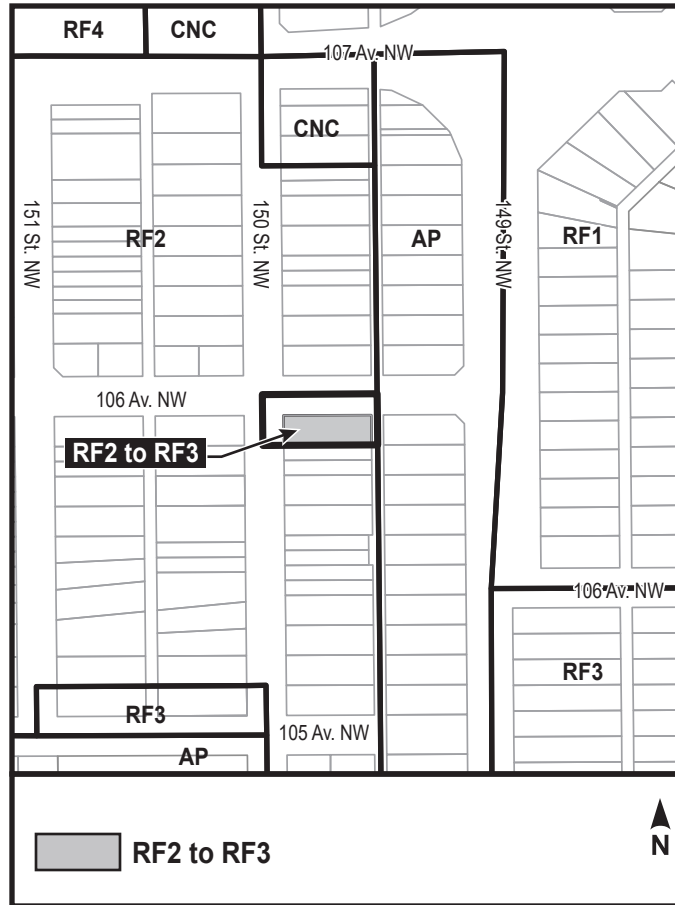 RF4
CNC
107 Av. NW
CNC
151 St. NW
RF2
150 St. NW
AP
149 St. NW
RF1
106 Av. NW
RF2 to RF3
106 Av. NW
RF3
RF3
105 Av. NW
AP
RF2 to RF3
N